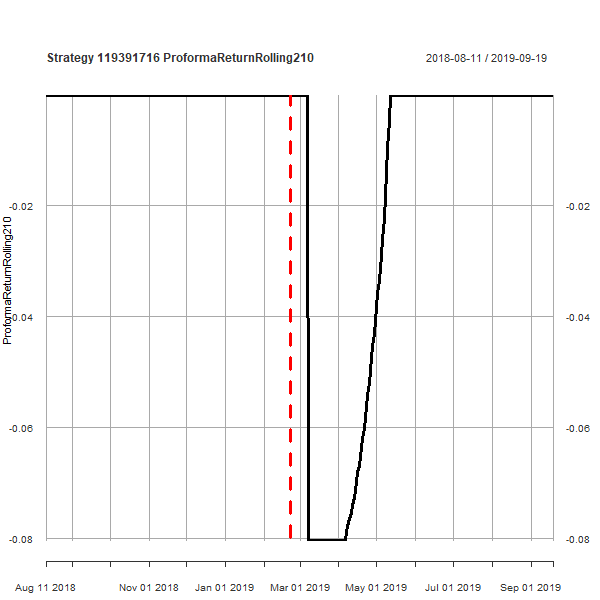 Strategy 119391716 ProformaReturnRolling210
2018-08-11 / 2019-09-19
ProformaReturnRolling210
-0.02
-0.04
-0.06
-0.08
-0.02
-0.04
-0.06
-0.08
Aug 11 2018
Nov 01 2018
Jan 01 2019
Mar 01 2019
May 01 2019
Jul 01 2019
Sep 01 2019